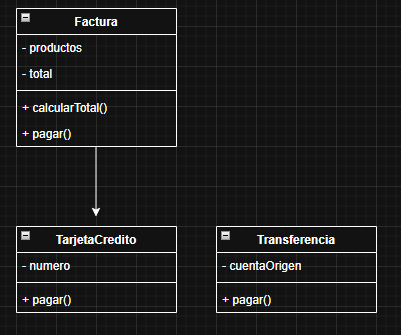 Factura
- productos
- total
+ calcularTotal()
+ pagar()
TarjetaCredito
- numero
+ pagar()
Transferencia
- cuentaOrigen
+ pagar()